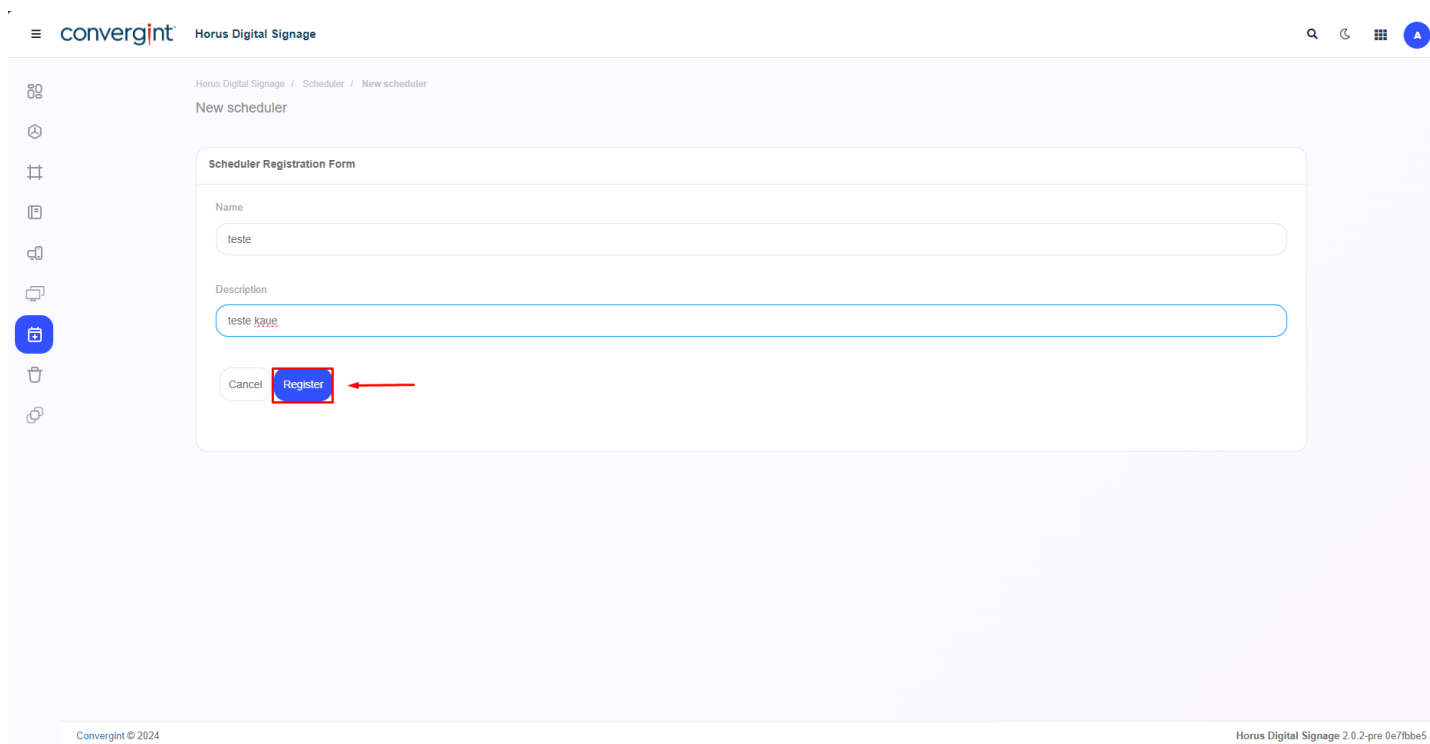 convergint Horus Digital Signage A
Horus Digital Signage / Scheduler / New scheduler
New scheduler
Scheduler Registration Form
Name
teste
Description
teste kaue
Cancel Register
Convergint © 2024 Horus Digital Signage 2.0.2-pre 0e7fbbe5